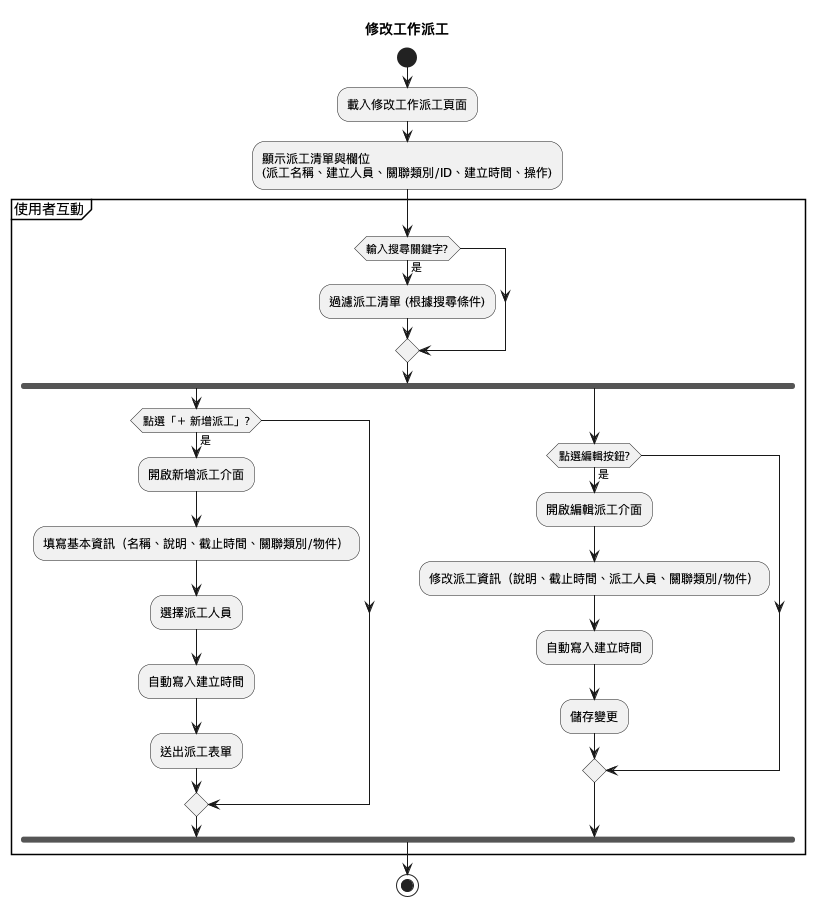 修改工作派工
載入修改工作派工頁面
顯示派工清單與欄位
(派工名稱、建立人員、關聯類別/ID、建立時間、操作)
使用者互動
輸入搜尋關鍵字?
是
過濾派工清單 (根據搜尋條件)
點選「＋ 新增派工」?
是
開啟新增派工介面
填寫基本資訊（名稱、說明、截止時間、關聯類別/物件）
選擇派工人員
自動寫入建立時間
送出派工表單
點選編輯按鈕?
是
開啟編輯派工介面
修改派工資訊（說明、截止時間、派工人員、關聯類別/物件）
自動寫入建立時間
儲存變更